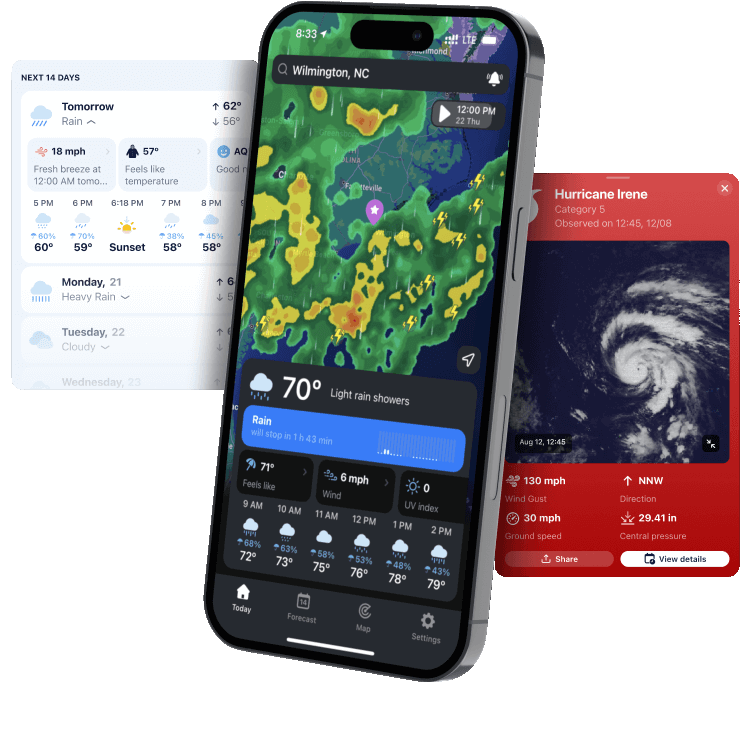 NEXT 14 DAYS
Tomorrow
Rain
↑ 62°
↓ 56°
18 mph
Fresh breeze at
12:00 AM tomo...
57°
Feels like
temperature
AQ
Good
5 PM 6 PM 6:18 PM 7 PM 8 PM 9
60% 70% 38% 45%
60° 59° Sunset 58° 58°
Monday, 21
Heavy Rain
↑ 6
↓ 5
Tuesday, 22
Cloudy
Wednesday, 23
8:33
LTE
Richmond
Wilmington, NC
12:00 PM
22 Thu
Fayetteville
70° Light rain showers
Rain
will stop in 1 h 43 min
71°
Feels like
6 mph
Wind
0
UV index
9 AM 10 AM 11 AM 12 PM 1 PM 2 PM
68% 63% 58% 53% 48% 43%
72° 73° 75° 76° 78° 79°
Today
14
Forecast
Map
Settings
Hurricane Irene
Category 5
Observed on 12:45, 12/08
Aug 12, 12:45
130 mph
Wind Gust
NNW
Direction
30 mph
Ground speed
29.41 in
Central pressure
Share
View details